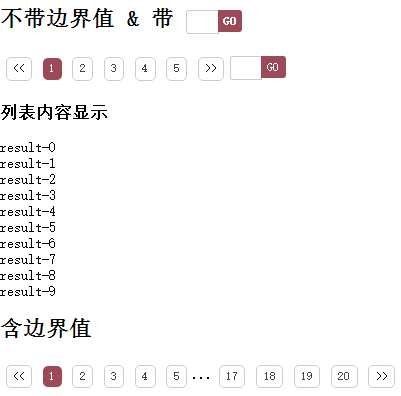 不带边界值 & 带 GO
<< 1 2 3 4 5 >> GO
列表内容显示
result-0
result-1
result-2
result-3
result-4
result-5
result-6
result-7
result-8
result-9
含边界值
<< 1 2 3 4 5 ... 17 18 19 20 >>